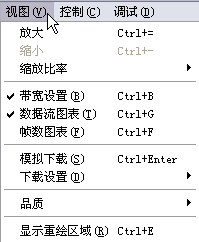 视图(V) 控制(C) 调试(D)
放大 Ctrl+=
缩小 Ctrl+-
缩放比率
带宽设置(B) Ctrl+B
数据流图表(T) Ctrl+G
帧数图表(F) Ctrl+F
模拟下载(S) Ctrl+Enter
下载设置(D)
品质
显示重绘区域(R) Ctrl+E